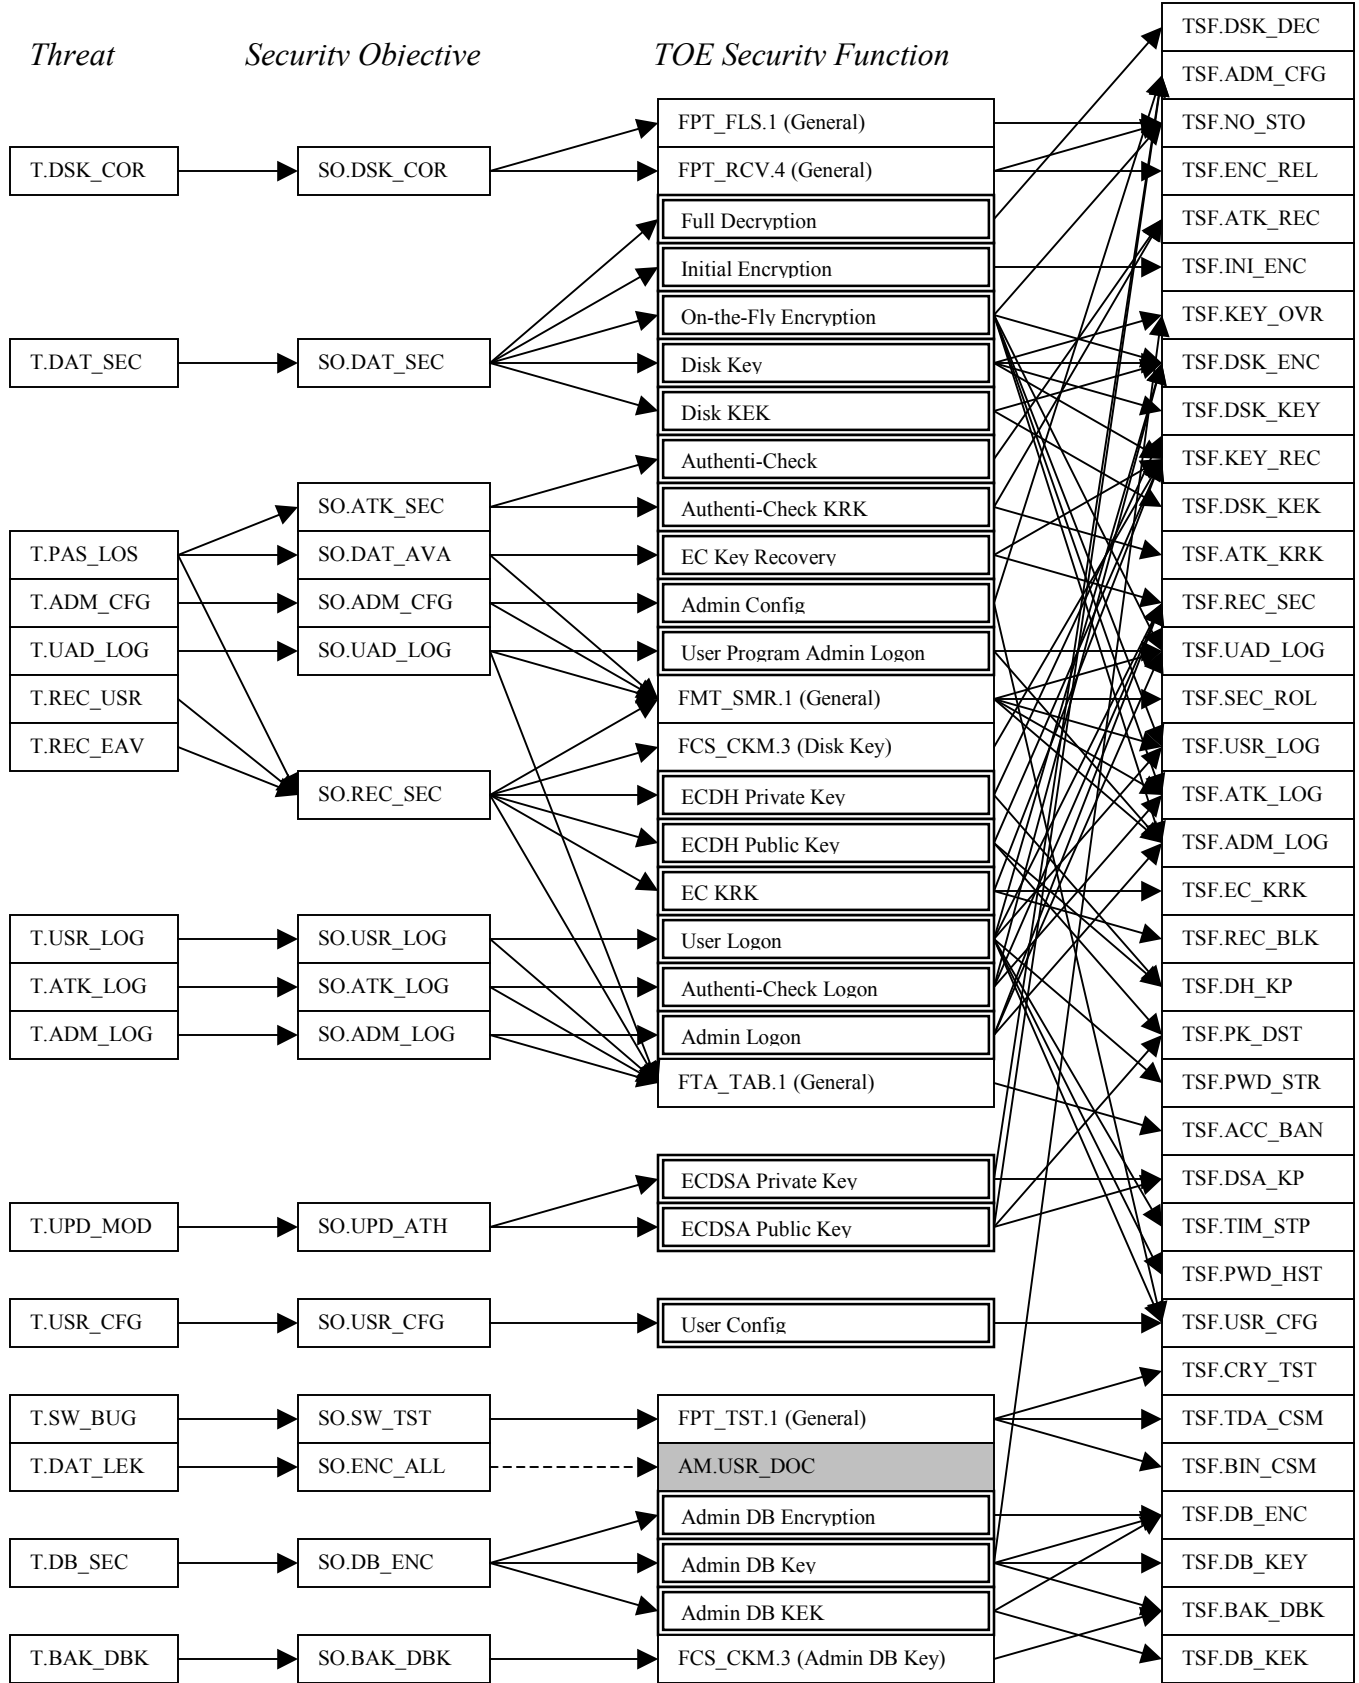 Threat
Security Objective
TOE Security Function
T.DSK_COR
T.DAT_SEC
T.PAS_LOS
T.ADM_CFG
T.UAD_LOG
T.REC_USR
T.REC_EAV
T.USR_LOG
T.ATK_LOG
T.ADM_LOG
T.UPD_MOD
T.USR_CFG
T.SW_BUG
T.DAT_LEK
T.DB_SEC
T.BAK_DBK
SO.DSK_COR
SO.DAT_SEC
SO.ATK_SEC
SO.DAT_AVA
SO.ADM_CFG
SO.UAD_LOG
SO.REC_SEC
SO.USR_LOG
SO.ATK_LOG
SO.ADM_LOG
SO.UPD_ATH
SO.USR_CFG
SO.SW_TST
SO.ENC_ALL
SO.DB_ENC
SO.BAK_DBK
FPT_FLS.1 (General)
FPT_RCV.4 (General)
Full Decryption
Initial Encryption
On-the-Fly Encryption
Disk Key
Disk KEK
Authenti-Check
Authenti-Check KRK
EC Key Recovery
Admin Config
User Program Admin Logon
FMT_SMR.1 (General)
FCS_CKM.3 (Disk Key)
ECDH Private Key
ECDH Public Key
EC KRK
User Logon
Authenti-Check Logon
Admin Logon
FTA_TAB.1 (General)
ECDSA Private Key
ECDSA Public Key
User Config
FPT_TST.1 (General)
AM.USR_DOC
Admin DB Encryption
Admin DB Key
Admin DB KEK
FCS_CKM.3 (Admin DB Key)
TSF.DSK_DEC
TSF.ADM_CFG
TSF.NO_STO
TSF.ENC_REL
TSF.ATK_REC
TSF.INI_ENC
TSF.KEY_OVR
TSF.DSK_ENC
TSF.DSK_KEY
TSF.KEY_REC
TSF.DSK_KEK
TSF.ATK_KRK
TSF.REC_SEC
TSF.UAD_LOG
TSF.SEC_ROL
TSF.USR_LOG
TSF.ATK_LOG
TSF.ADM_LOG
TSF.EC_KRK
TSF.REC_BLK
TSF.DH_KP
TSF.PK_DST
TSF.PWD_STR
TSF.ACC_BAN
TSF.DSA_KP
TSF.TIM_STP
TSF.PWD_HST
TSF.USR_CFG
TSF.CRY_TST
TSF.TDA_CSM
TSF.BIN_CSM
TSF.DB_ENC
TSF.DB_KEY
TSF.BAK_DBK
TSF.DB_KEK